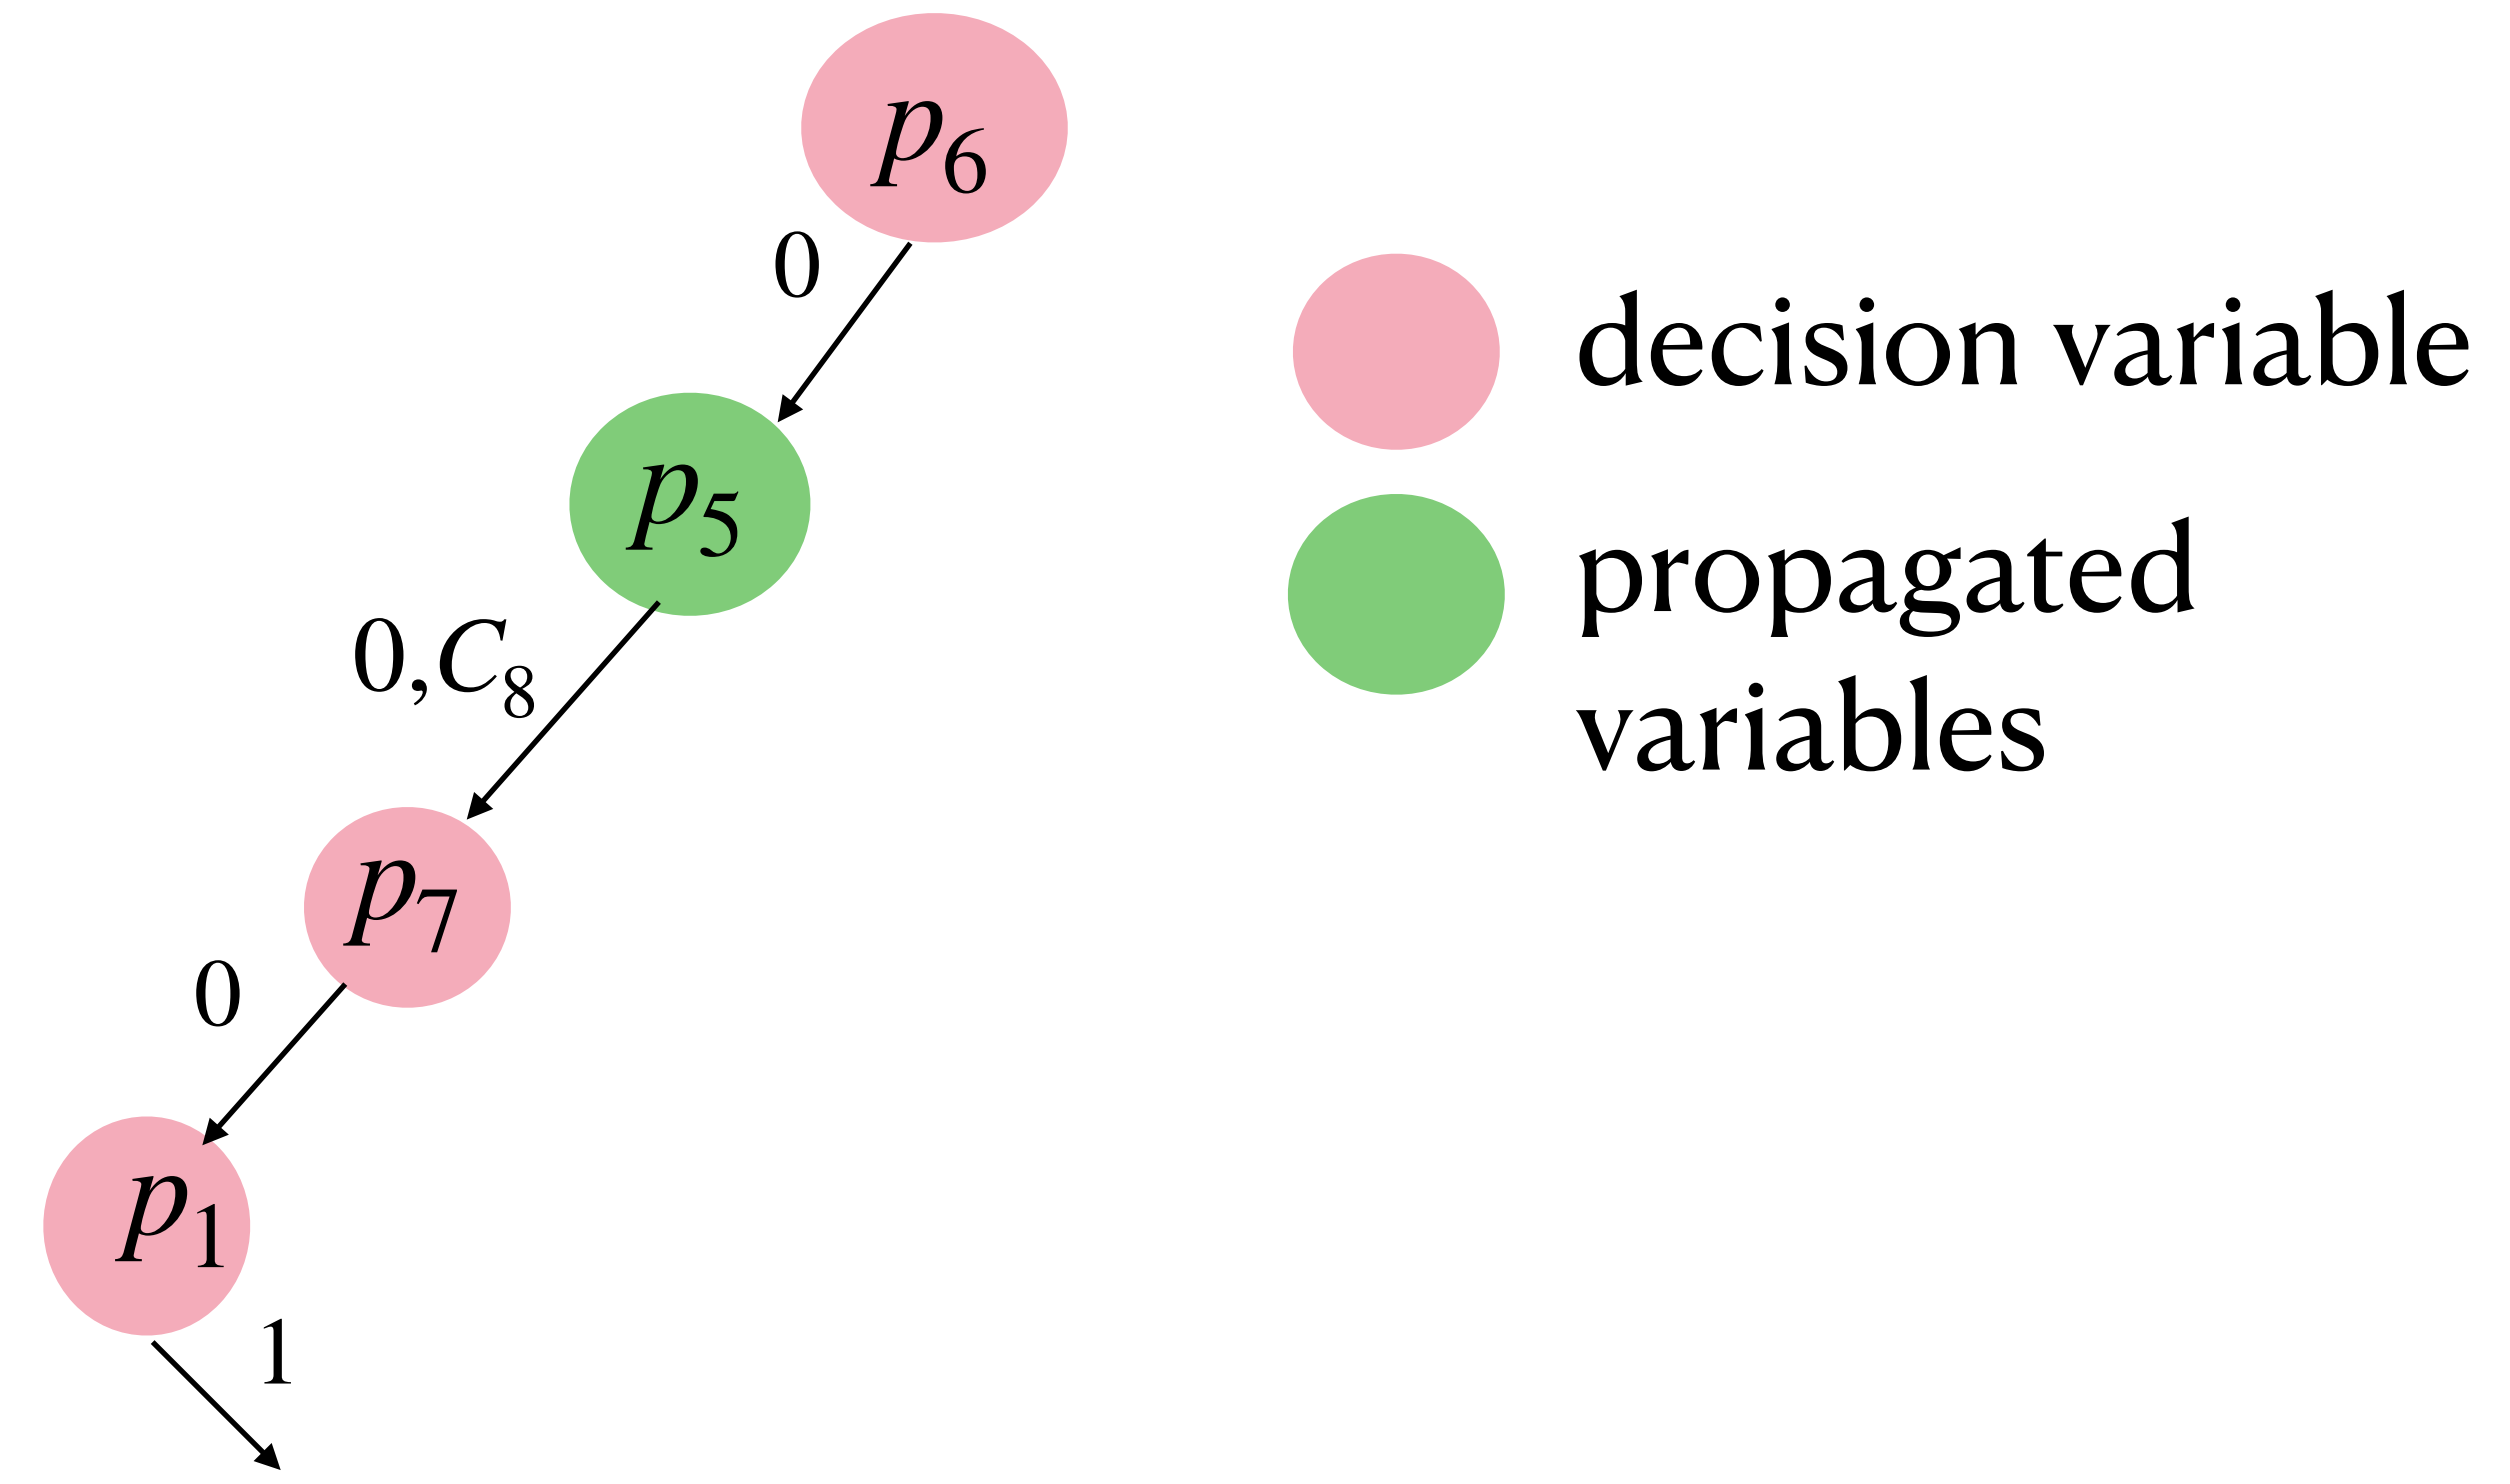 p6
0
decision variable
p5
propagated
variables
0, C8
p7
0
p1
1